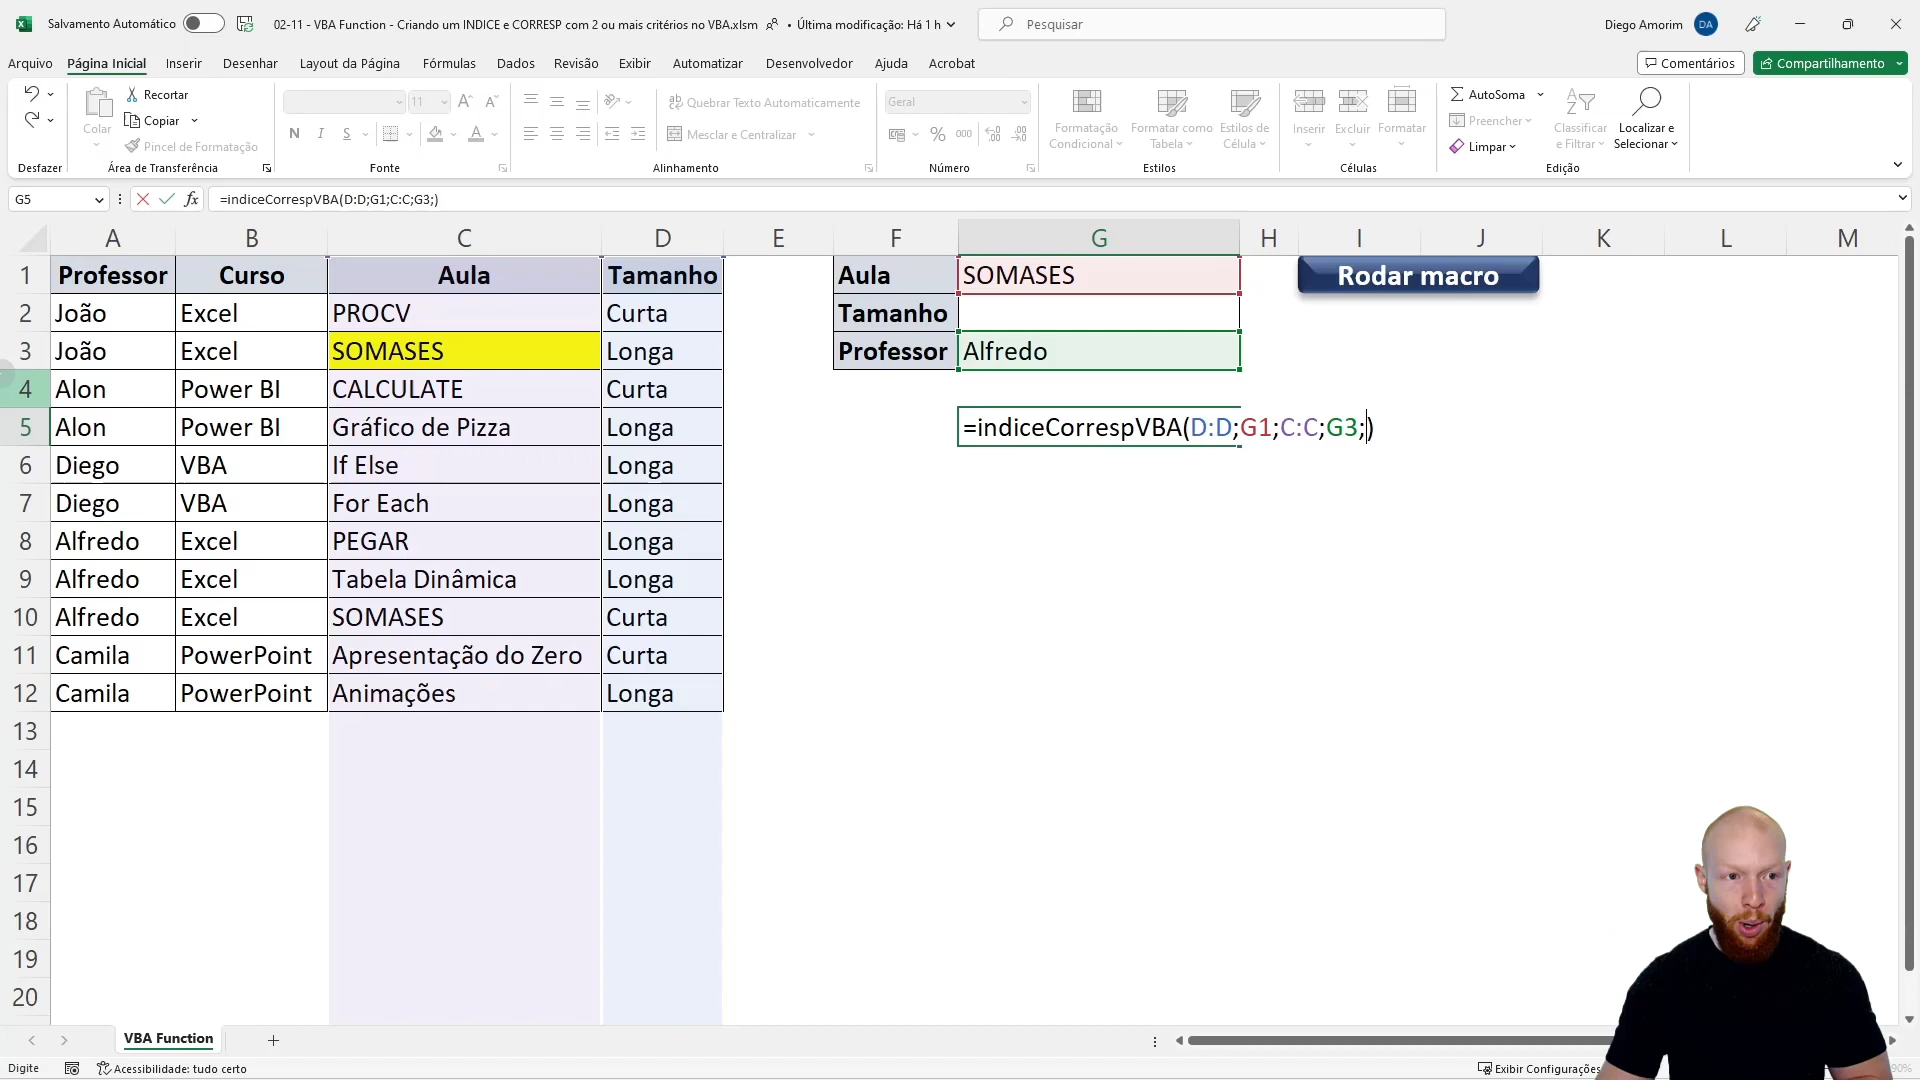 Salvamento Automático
02-11 - VBA Function - Criando um INDICE e CORRESP com 2 ou mais critérios no VBA.xlsm • Última modificação: Há 1 h
Pesquisar
Diego Amorim DA
Arquivo Página Inicial Inserir Desenhar Layout da Página Fórmulas Dados Revisão Exibir Automatizar Desenvolvedor Ajuda Acrobat
Comentários Compartilhamento
Desfazer
Colar
Recortar
Copiar
Pincel de Formatação
Área de Transferência
11
N I S
Fonte
Quebrar Texto Automaticamente
Mesclar e Centralizar
Alinhamento
Geral
% 000
Número
Formatação Condicional
Formatar como Tabela
Estilos de Célula
Estilos
Inserir Excluir Formatar
Células
AutoSoma
Preencher
Limpar
Classificar e Filtrar
Localizar e Selecionar
Edição
G5 fx =indiceCorrespVBA(D:D;G1;C:C;G3;)
A B C D E F G H I J K L M
1 Professor Curso Aula Tamanho Aula SOMASES Rodar macro
2 João Excel PROCV Curta Tamanho
3 João Excel SOMASES Longa Professor Alfredo
4 Alon Power BI CALCULATE Curta
5 Alon Power BI Gráfico de Pizza Longa =indiceCorrespVBA(D:D;G1;C:C;G3;)
6 Diego VBA If Else Longa
7 Diego VBA For Each Longa
8 Alfredo Excel PEGAR Longa
9 Alfredo Excel Tabela Dinâmica Longa
10 Alfredo Excel SOMASES Curta
11 Camila PowerPoint Apresentação do Zero Curta
12 Camila PowerPoint Animações Longa
13
14
15
16
17
18
19
20
VBA Function
Digite Acessibilidade: tudo certo Exibir Configurações 90%